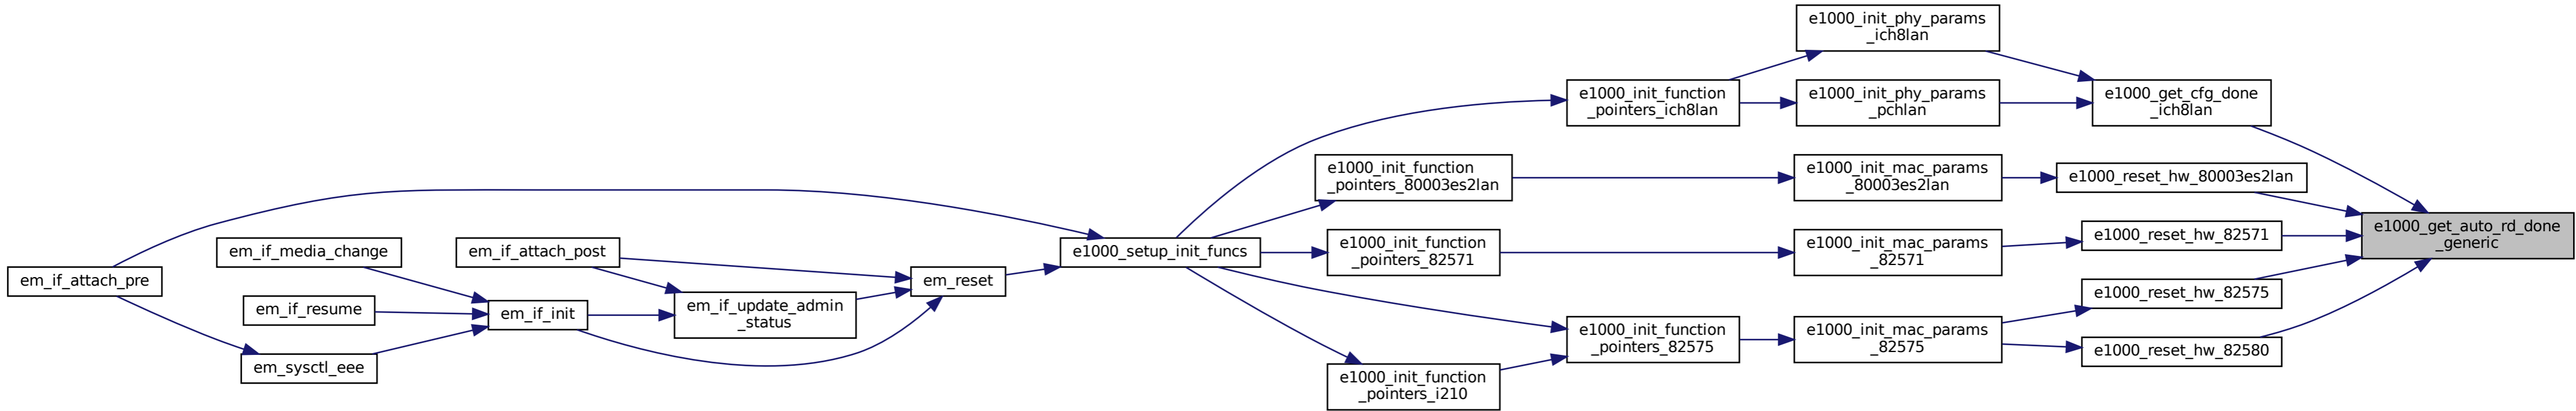 e1000_init_phy_params
_ich8lan
e1000_init_function
_pointers_ich8lan
e1000_init_phy_params
_pchlan
e1000_get_cfg_done
_ich8lan
e1000_init_function
_pointers_80003es2lan
e1000_init_mac_params
_80003es2lan
e1000_reset_hw_80003es2lan
e1000_get_auto_rd_done
_generic
em_if_media_change
em_if_attach_post
e1000_setup_init_funcs
e1000_init_function
_pointers_82571
e1000_init_mac_params
_82571
e1000_reset_hw_82571
em_if_attach_pre
em_reset
e1000_reset_hw_82575
em_if_resume
em_if_init
em_if_update_admin
_status
e1000_init_function
_pointers_82575
e1000_init_mac_params
_82575
e1000_reset_hw_82580
em_sysctl_eee
e1000_init_function
_pointers_i210